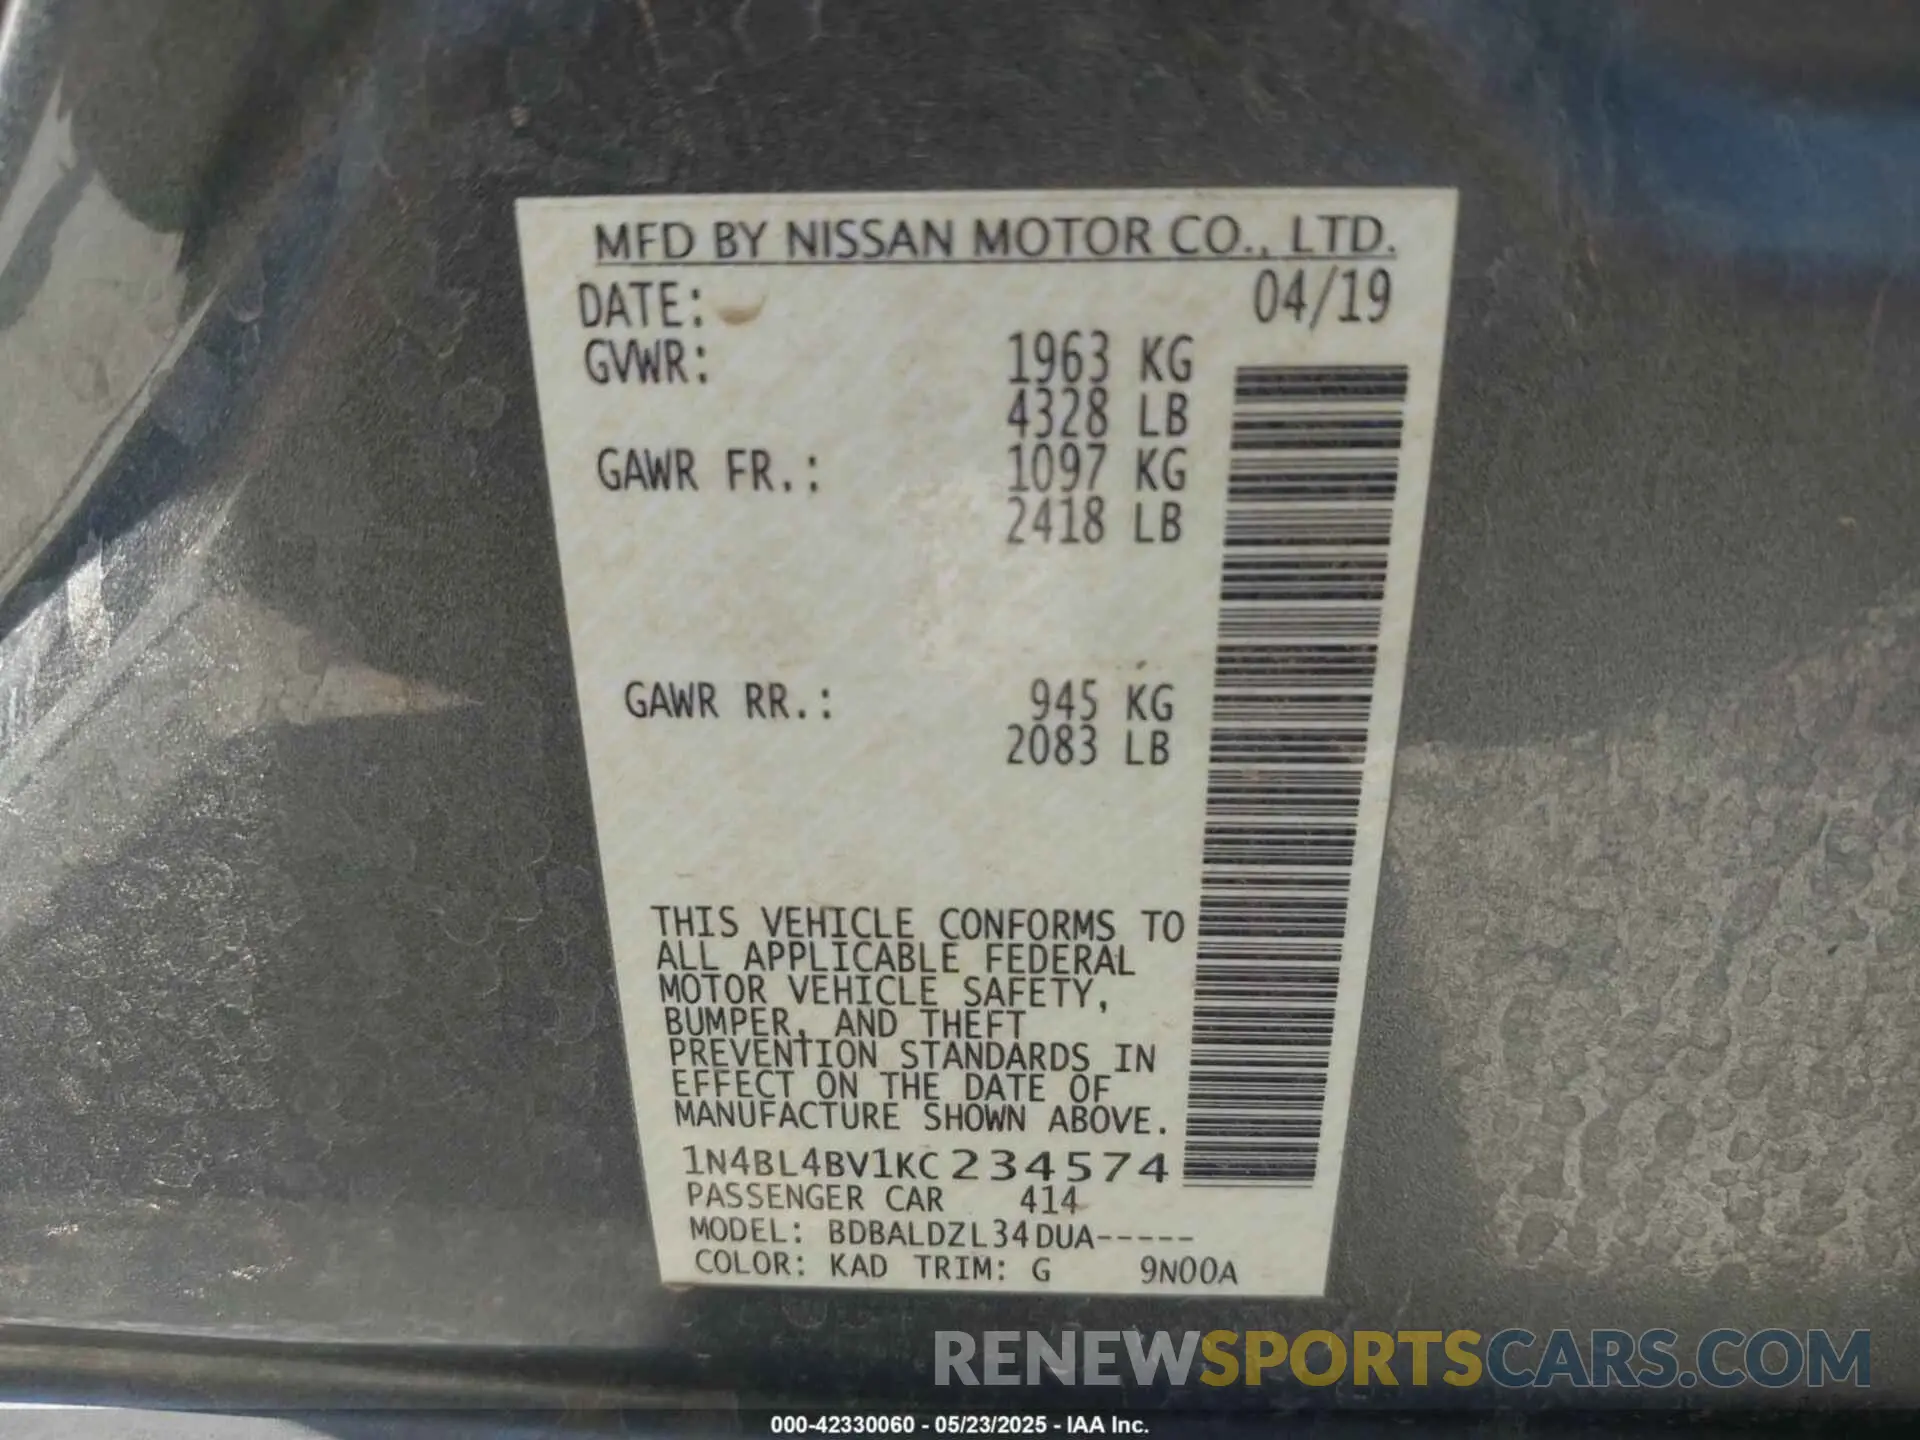 MFD BY NISSAN MOTOR CO., LTD.
DATE: 04/19
GVWR: 1963 KG
4328 LB
GAWR FR.: 1097 KG
2418 LB
GAWR RR.: 945 KG
2083 LB
THIS VEHICLE CONFORMS TO
ALL APPLICABLE FEDERAL
MOTOR VEHICLE SAFETY,
BUMPER, AND THEFT
PREVENTION STANDARDS IN
EFFECT ON THE DATE OF
MANUFACTURE SHOWN ABOVE.
1N4BL4BV1KC234574
PASSENGER CAR 414
MODEL: BDBALDZL34DUA-----
COLOR: KAD TRIM: G 9N00A
RENEWSPORTSCARS.COM
000-42330060 - 05/23/2025 - IAA Inc.